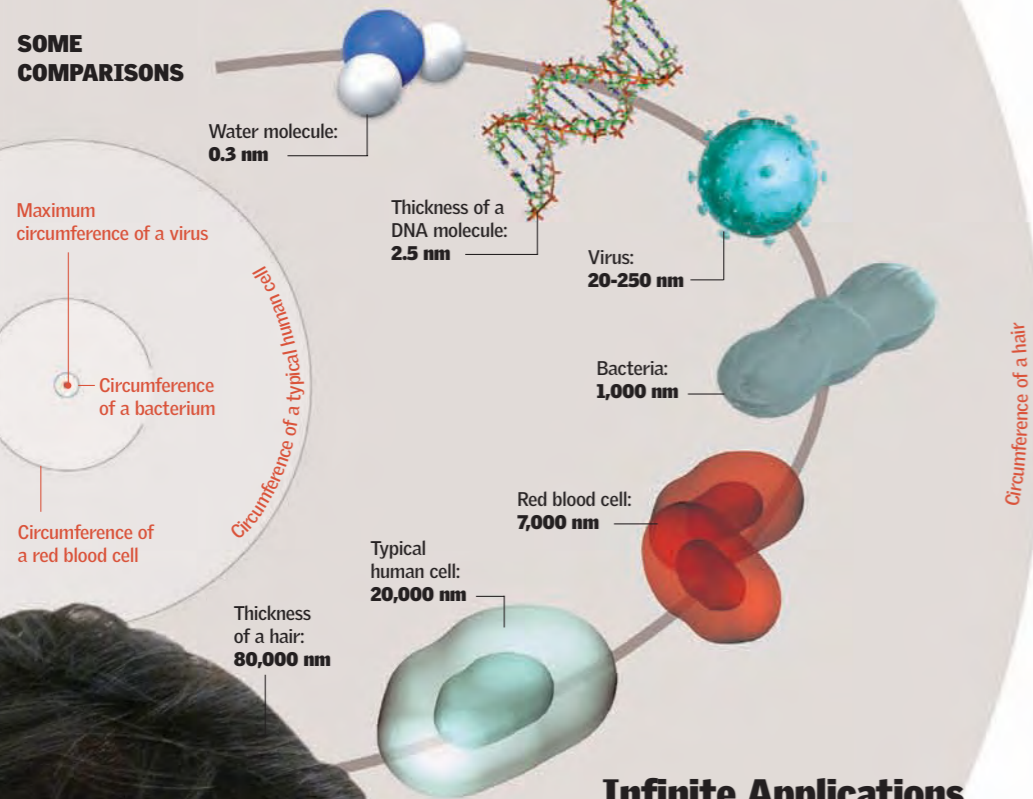 SOME
COMPARISONS
Water molecule:
0.3 nm
Thickness of a
DNA molecule:
2.5 nm
Virus:
20-250 nm
Bacteria:
1,000 nm
Red blood cell:
7,000 nm
Typical
human cell:
20,000 nm
Thickness
of a hair:
80,000 nm
Maximum
circumference of a virus
Circumference
of a bacterium
Circumference of
a red blood cell
Circumference of a typical human cell
Circumference of a hair
Infinite Applications